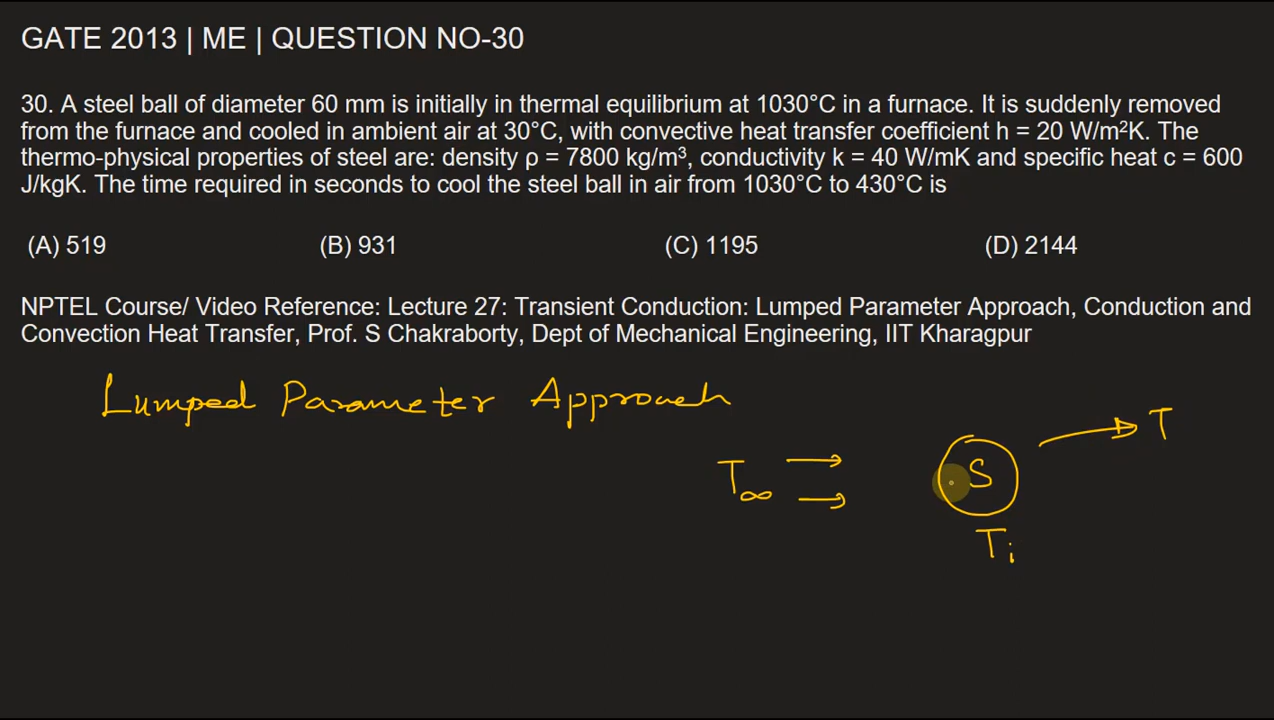 GATE 2013 | ME | QUESTION NO-30
30. A steel ball of diameter 60 mm is initially in thermal equilibrium at 1030°C in a furnace. It is suddenly removed
from the furnace and cooled in ambient air at 30°C, with convective heat transfer coefficient h = 20 W/m²K. The
thermo-physical properties of steel are: density ρ = 7800 kg/m³, conductivity k = 40 W/mK and specific heat c = 600
J/kgK. The time required in seconds to cool the steel ball in air from 1030°C to 430°C is
(A) 519 (B) 931 (C) 1195 (D) 2144
NPTEL Course/ Video Reference: Lecture 27: Transient Conduction: Lumped Parameter Approach, Conduction and
Convection Heat Transfer, Prof. S Chakraborty, Dept of Mechanical Engineering, IIT Kharagpur
Lumped Parameter Approach
T∞ S T
Ti